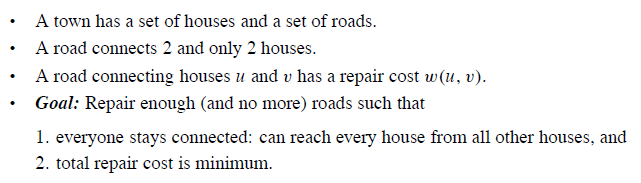 • A town has a set of houses and a set of roads.
• A road connects 2 and only 2 houses.
• A road connecting houses u and v has a repair cost w(u, v).
• Goal: Repair enough (and no more) roads such that
1. everyone stays connected: can reach every house from all other houses, and
2. total repair cost is minimum.